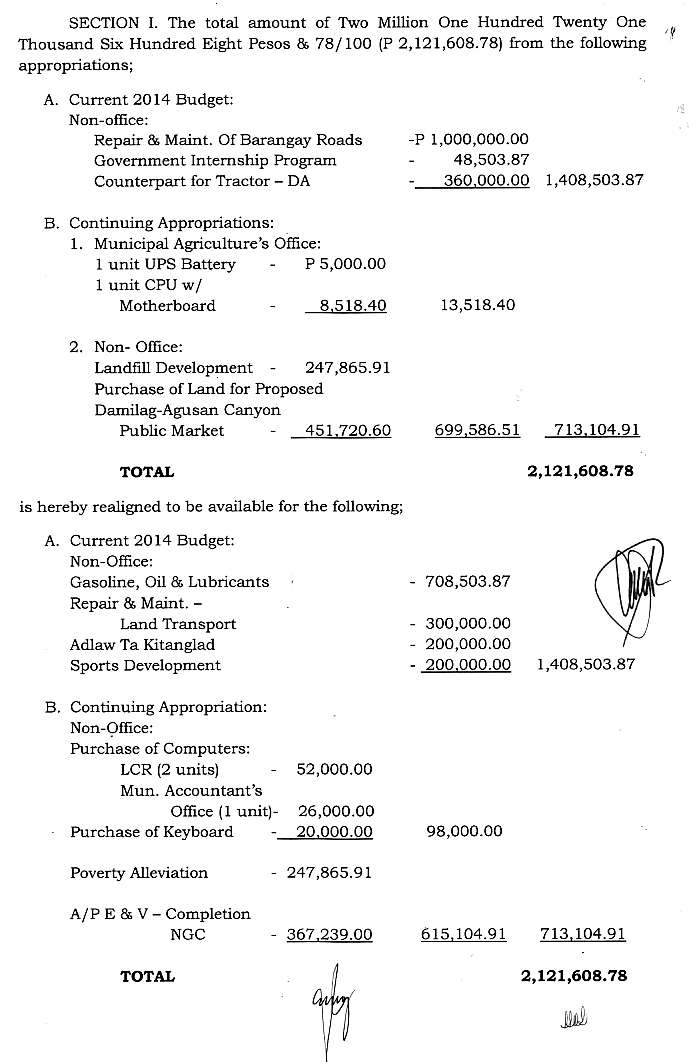 SECTION I. The total amount of Two Million One Hundred Twenty One
Thousand Six Hundred Eight Pesos & 78/100 (P 2,121,608.78) from the following
appropriations;
A. Current 2014 Budget:
Non-office:
Repair & Maint. Of Barangay Roads -P 1,000,000.00
Government Internship Program - 48,503.87
Counterpart for Tractor – DA - 360,000.00 1,408,503.87
B. Continuing Appropriations:
1. Municipal Agriculture's Office:
1 unit UPS Battery - P 5,000.00
1 unit CPU w/
Motherboard - 8,518.40 13,518.40
2. Non- Office:
Landfill Development - 247,865.91
Purchase of Land for Proposed
Damilag-Agusan Canyon
Public Market - 451,720.60 699,586.51 713,104.91
TOTAL 2,121,608.78
is hereby realigned to be available for the following;
A. Current 2014 Budget:
Non-Office:
Gasoline, Oil & Lubricants - 708,503.87
Repair & Maint. –
Land Transport - 300,000.00
Adlaw Ta Kitanglad - 200,000.00
Sports Development - 200,000.00 1,408,503.87
B. Continuing Appropriation:
Non-Office:
Purchase of Computers:
LCR (2 units) - 52,000.00
Mun. Accountant's
Office (1 unit)- 26,000.00
Purchase of Keyboard - 20,000.00 98,000.00
Poverty Alleviation - 247,865.91
A/P E & V – Completion
NGC - 367,239.00 615,104.91 713,104.91
TOTAL 2,121,608.78